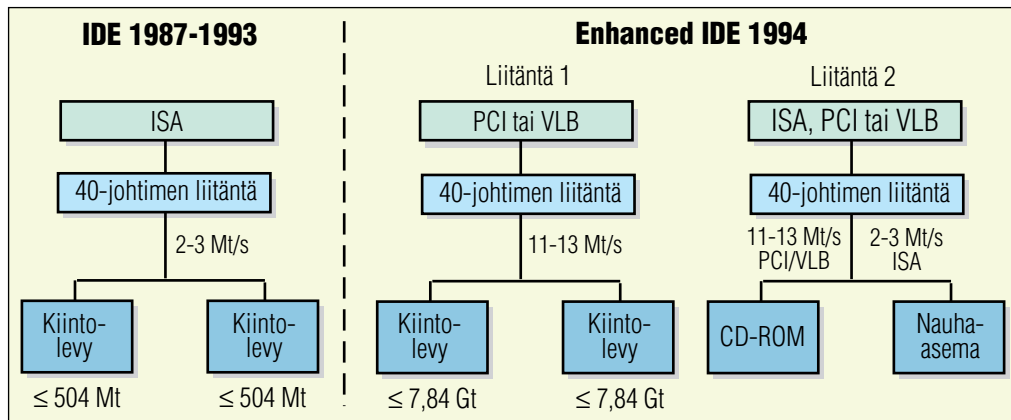 IDE 1987-1993
ISA
40-johtimen liitäntä
2-3 Mt/s
Kiinto-
levy
≤ 504 Mt
Kiinto-
levy
≤ 504 Mt
Enhanced IDE 1994
Liitäntä 1
PCI tai VLB
40-johtimen liitäntä
11-13 Mt/s
Kiinto-
levy
≤ 7,84 Gt
Kiinto-
levy
≤ 7,84 Gt
Liitäntä 2
ISA, PCI tai VLB
40-johtimen liitäntä
11-13 Mt/s
PCI/VLB
2-3 Mt/s
ISA
CD-ROM
Nauha-
asema